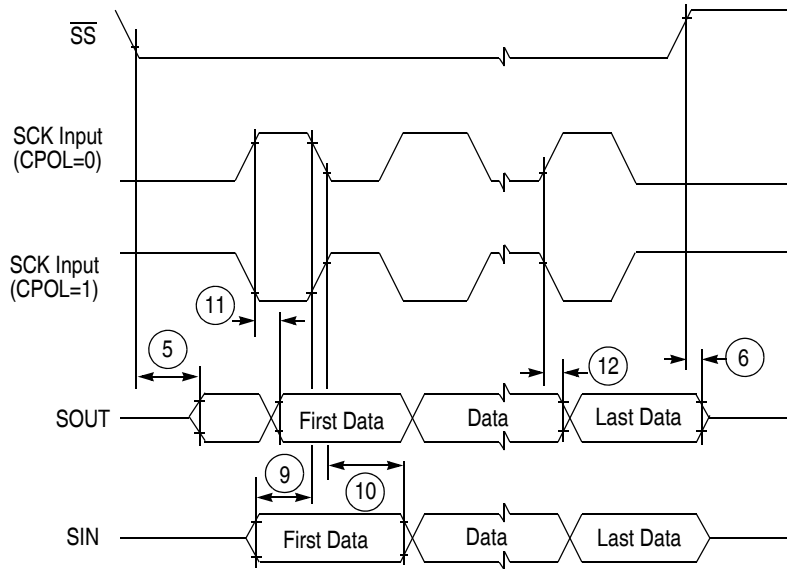 SS
SCK Input
(CPOL=0)
SCK Input
(CPOL=1)
11
5
12
6
SOUT
First Data
Data
Last Data
9
10
SIN
First Data
Data
Last Data